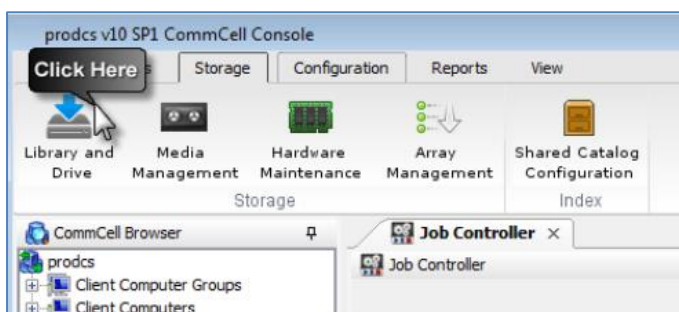 prodcs v10 SP1 CommCell Console
Click Here Storage Configuration Reports View
Library and Drive
Media Management
Hardware Maintenance
Array Management
Shared Catalog Configuration
Storage
Index
CommCell Browser
Job Controller
prodcs
Job Controller
Client Computer Groups
Client Computers